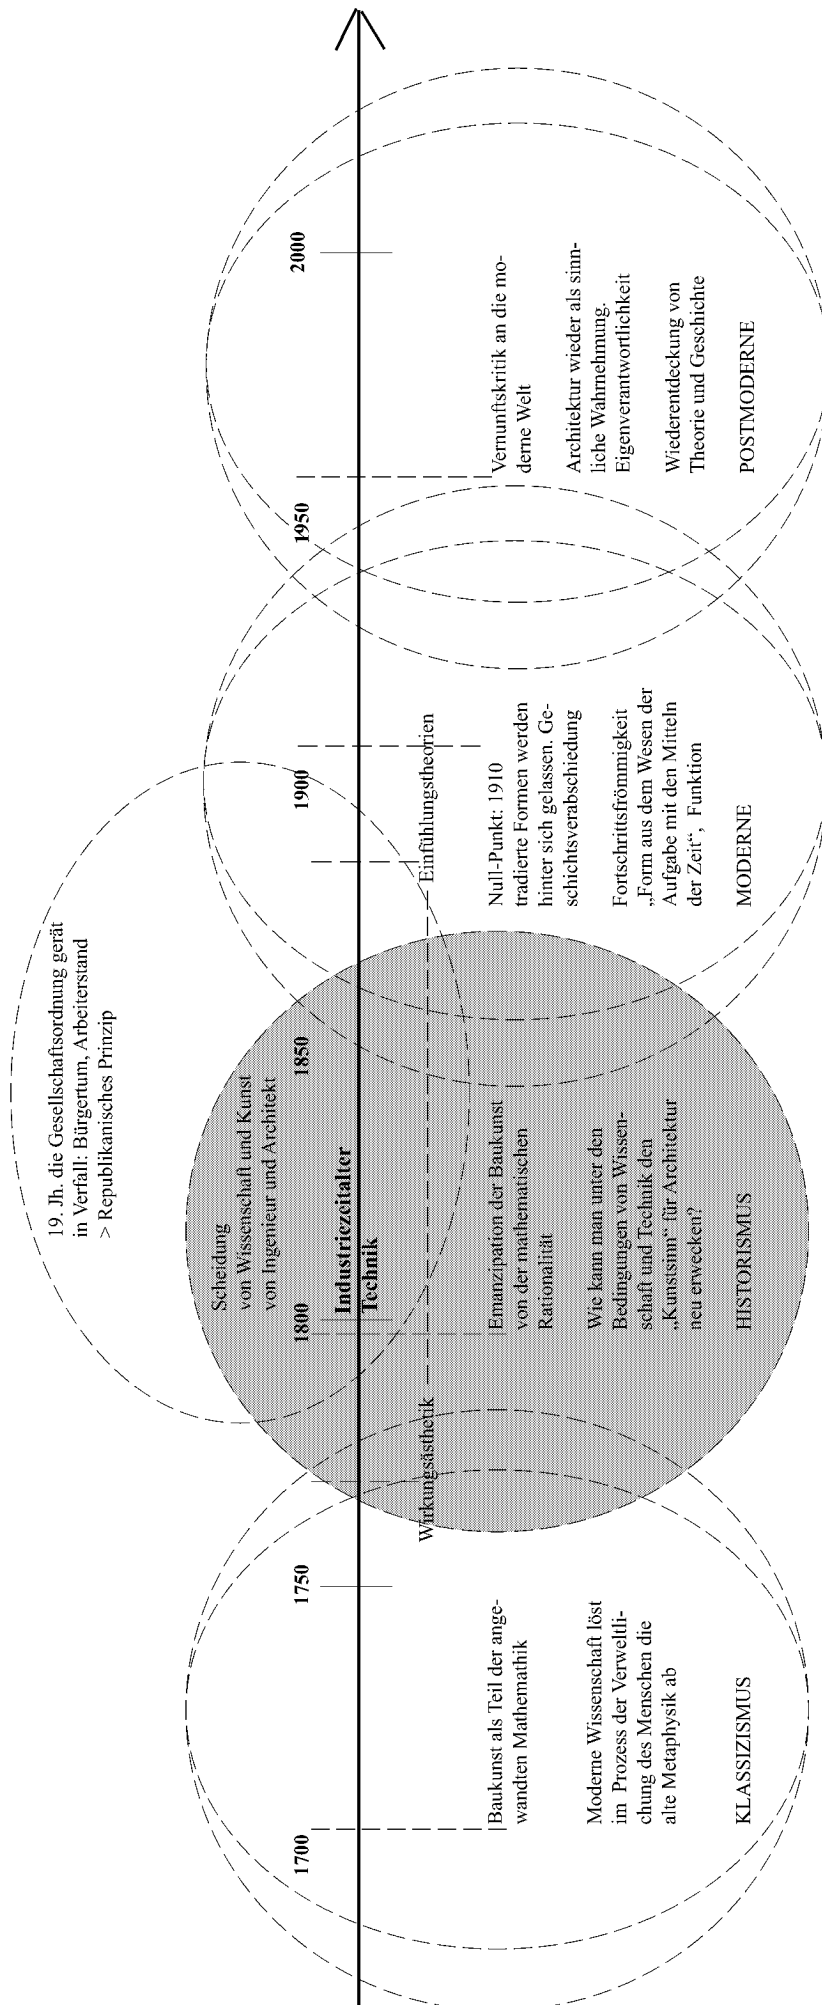 19. Jh. die Gesellschaftsordnung gerät
in Verfall: Bürgertum, Arbeiterstand
> Republikanisches Prinzip
Scheidung
von Wissenschaft und Kunst
von Ingenieur und Architekt
1700
1750
1800
1850
1900
1950
2000
Industriezeitalter
Technik
Wirkungsästhetik
Einfühlungstheorien
Baukunst als Teil der ange-
wandten Mathemathik
Moderne Wissenschaft löst
im Prozess der Verweltli-
chung des Menschen die
alte Metaphysik ab
KLASSIZISMUS
Emanzipation der Baukunst
von der mathematischen
Rationalität
Wie kann man unter den
Bedingungen von Wissen-
schaft und Technik den
„Kunstsinn“ für Architektur
neu erwecken?
HISTORISMUS
Null-Punkt: 1910
tradierte Formen werden
hinter sich gelassen. Ge-
schichtsverabschiedung
Fortschrittsfrömmigkeit
„Form aus dem Wesen der
Aufgabe mit den Mitteln
der Zeit“, Funktion
MODERNE
Vernunftskritik an die mo-
derne Welt
Architektur wieder als sinn-
liche Wahrnehmung.
Eigenverantwortlichkeit
Wiederentdeckung von
Theorie und Geschichte
POSTMODERNE